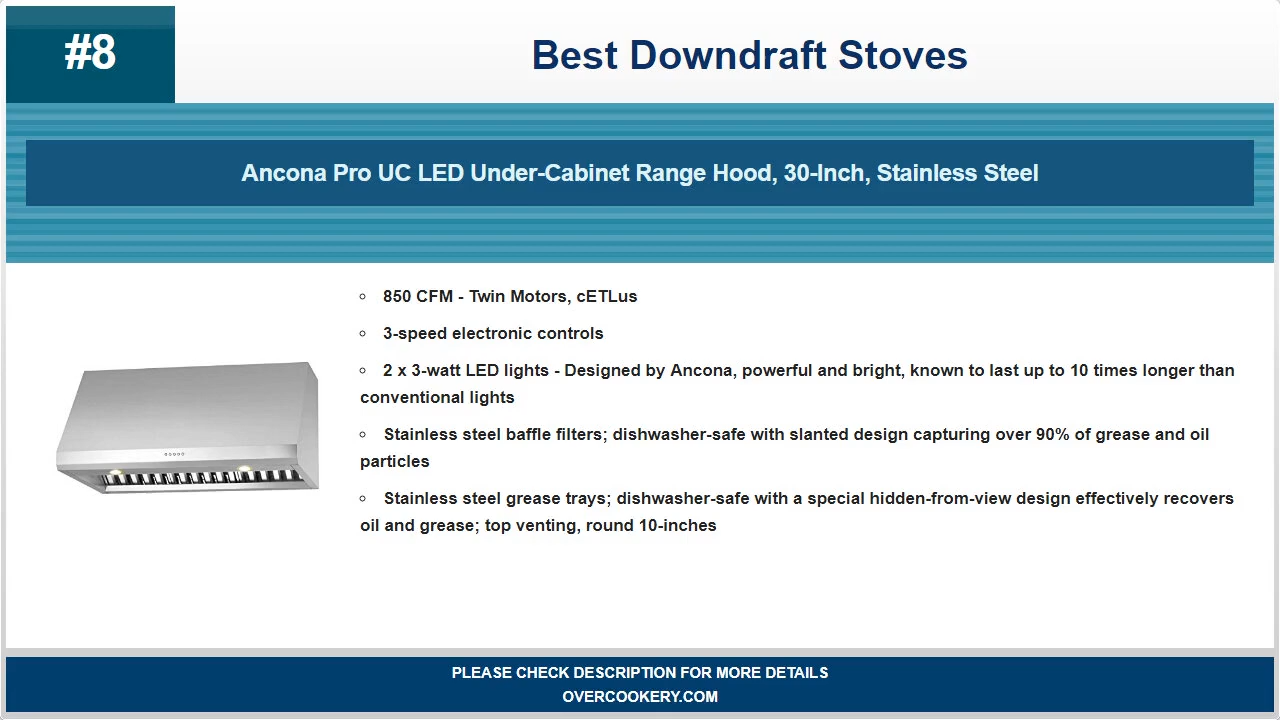 #8
Best Downdraft Stoves
Ancona Pro UC LED Under-Cabinet Range Hood, 30-Inch, Stainless Steel
850 CFM - Twin Motors, cETLus
3-speed electronic controls
2 x 3-watt LED lights - Designed by Ancona, powerful and bright, known to last up to 10 times longer than
conventional lights
Stainless steel baffle filters; dishwasher-safe with slanted design capturing over 90% of grease and oil
particles
Stainless steel grease trays; dishwasher-safe with a special hidden-from-view design effectively recovers
oil and grease; top venting, round 10-inches
PLEASE CHECK DESCRIPTION FOR MORE DETAILS
OVERCOOKERY.COM